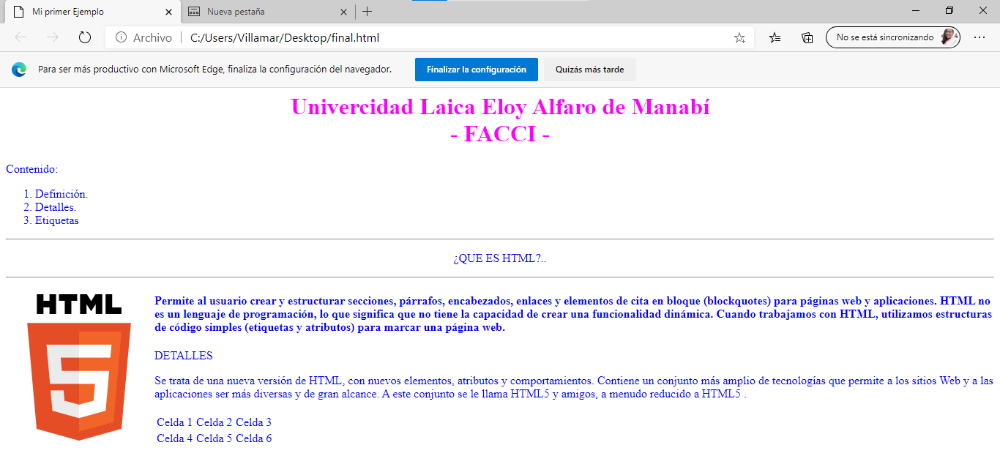 Mi primer Ejemplo
Nueva pestaña
Archivo
C:/Users/Villamar/Desktop/final.html
No se está sincronizando
Para ser más productivo con Microsoft Edge, finaliza la configuración del navegador.
Finalizar la configuración
Quizás más tarde
Univercidad Laica Eloy Alfaro de Manabí
- FACCI -
Contenido:
1. Definición.
2. Detalles.
3. Etiquetas
¿QUE ES HTML?..
HTML
5
Permite al usuario crear y estructurar secciones, párrafos, encabezados, enlaces y elementos de cita en bloque (blockquotes) para páginas web y aplicaciones. HTML no
es un lenguaje de programación, lo que significa que no tiene la capacidad de crear una funcionalidad dinámica. Cuando trabajamos con HTML, utilizamos estructuras
de código simples (etiquetas y atributos) para marcar una página web.
DETALLES
Se trata de una nueva versión de HTML, con nuevos elementos, atributos y comportamientos. Contiene un conjunto más amplio de tecnologías que permite a los sitios Web y a las
aplicaciones ser más diversas y de gran alcance. A este conjunto se le llama HTML5 y amigos, a menudo reducido a HTML5 .
Celda 1 Celda 2 Celda 3
Celda 4 Celda 5 Celda 6